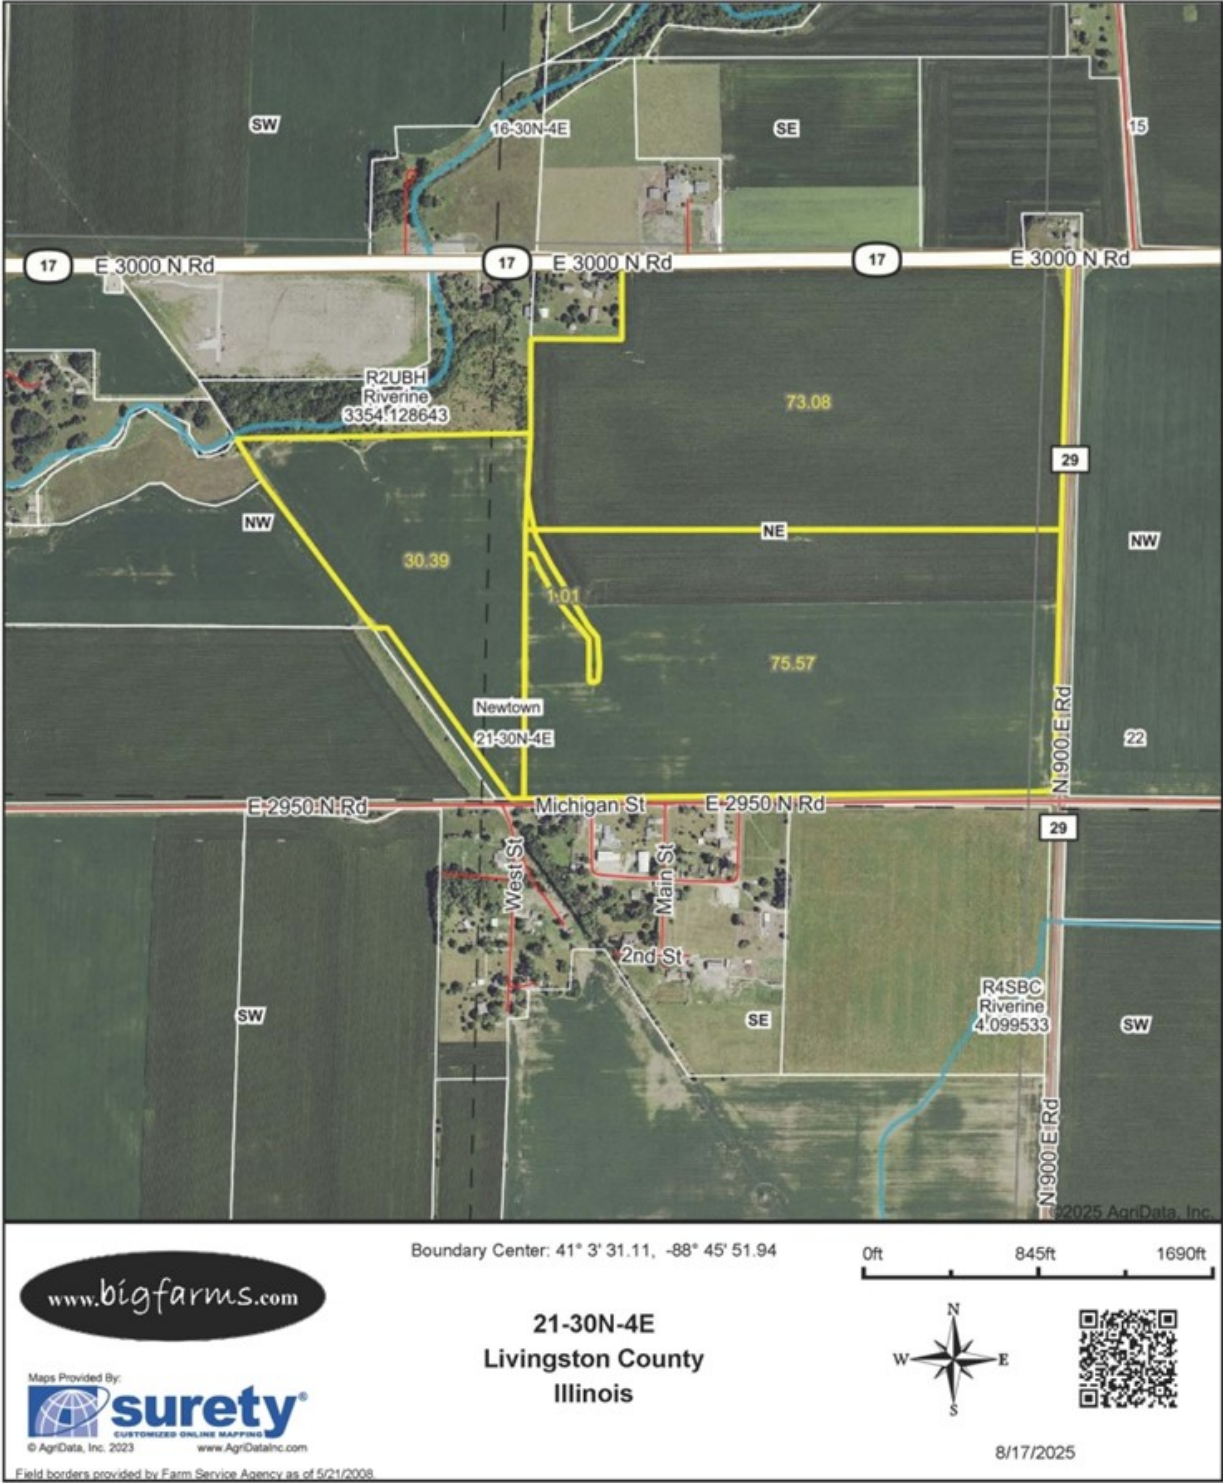 SW
16-30N-4E
SE
15
17
E 3000 N Rd
17
E 3000 N Rd
17
E 3000 N Rd
R2UBH
Riverine
3354.128643
73.08
29
NW
NE
NW
30.39
1.01
75.57
Newtown
21-30N-4E
N 900 E Rd
22
E 2950 N Rd
Michigan St
E 2950 N Rd
29
West St
Main St
2nd St
R4SBC
Riverine
4.099533
SW
SE
SW
N 900 E Rd
©2025 AgriData, Inc.
Boundary Center: 41° 3' 31.11, -88° 45' 51.94
0ft 845ft 1690ft
www.bigfarms.com
21-30N-4E
Livingston County
Illinois
N
W E
S
Maps Provided By:
surety®
CUSTOMIZED ONLINE MAPPING
© AgriData, Inc. 2023 www.AgriDataInc.com
8/17/2025
Field borders provided by Farm Service Agency as of 5/21/2008.